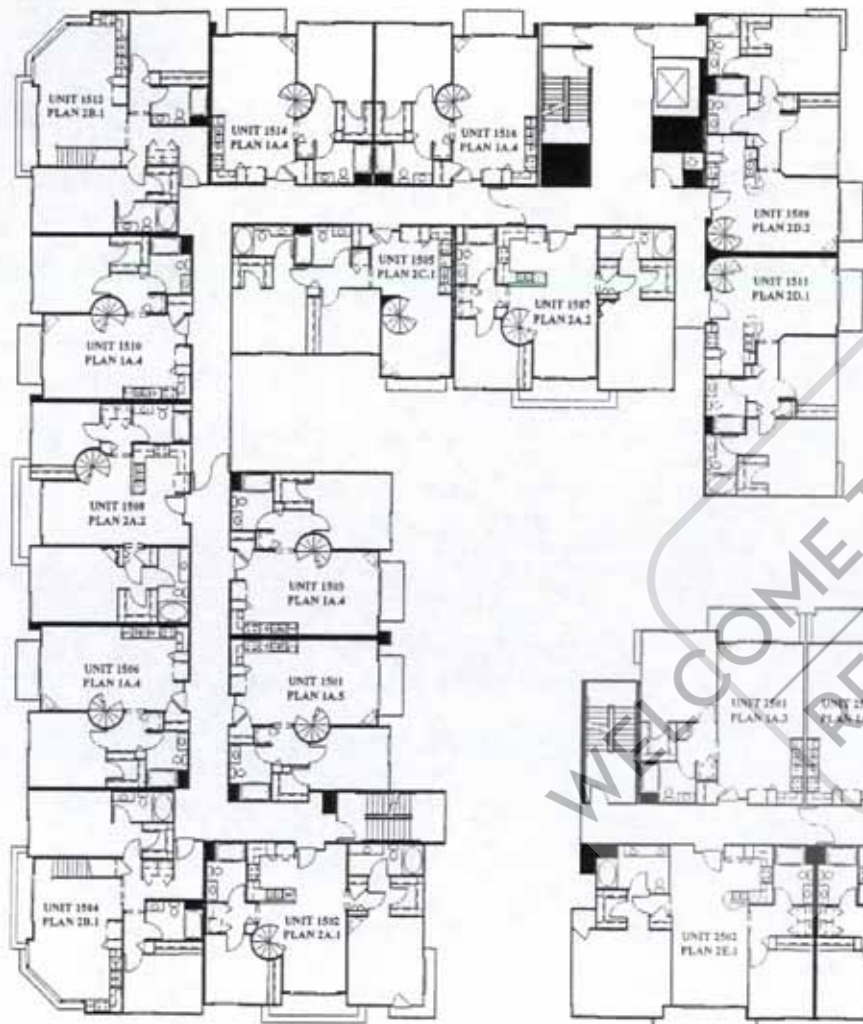 UNIT 1512
PLAN 2B.1
UNIT 1514
PLAN 1A.4
UNIT 1516
PLAN 1A.4
PLAN 2D.2
UNIT 1505
PLAN 2C.1
UNIT 1507
PLAN 2A.2
UNIT 1511
PLAN 2D.1
UNIT 1510
PLAN 1A.4
UNIT 1508
PLAN 2A.2
UNIT 1503
PLAN 1A.4
UNIT 1506
PLAN 1A.4
UNIT 1501
PLAN 1A.5
UNIT 2501
PLAN 1A.3
UNIT 1504
PLAN 2B.1
UNIT 1502
PLAN 2A.1
UNIT 2502
PLAN 2E.1
WELCOME